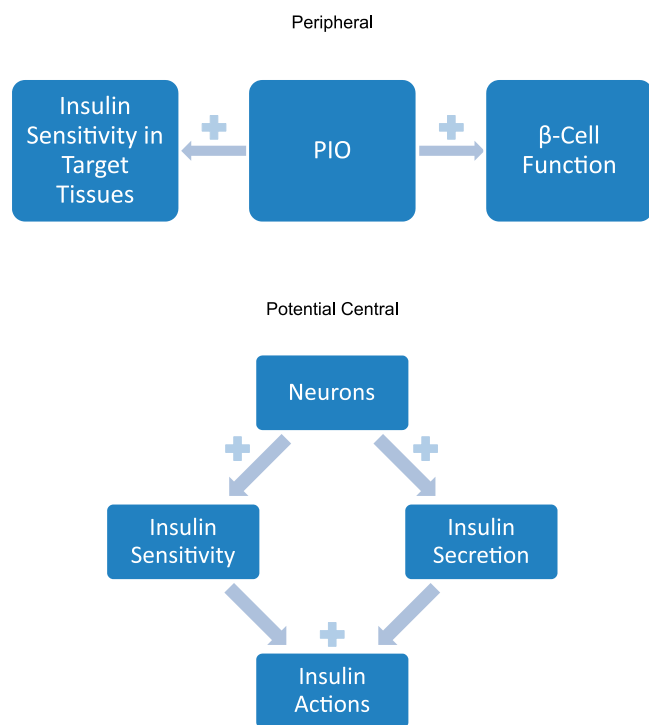 Peripheral
Insulin
Sensitivity in
Target
Tissues
PIO
β-Cell
Function
Potential Central
Neurons
Insulin
Sensitivity
Insulin
Secretion
Insulin
Actions